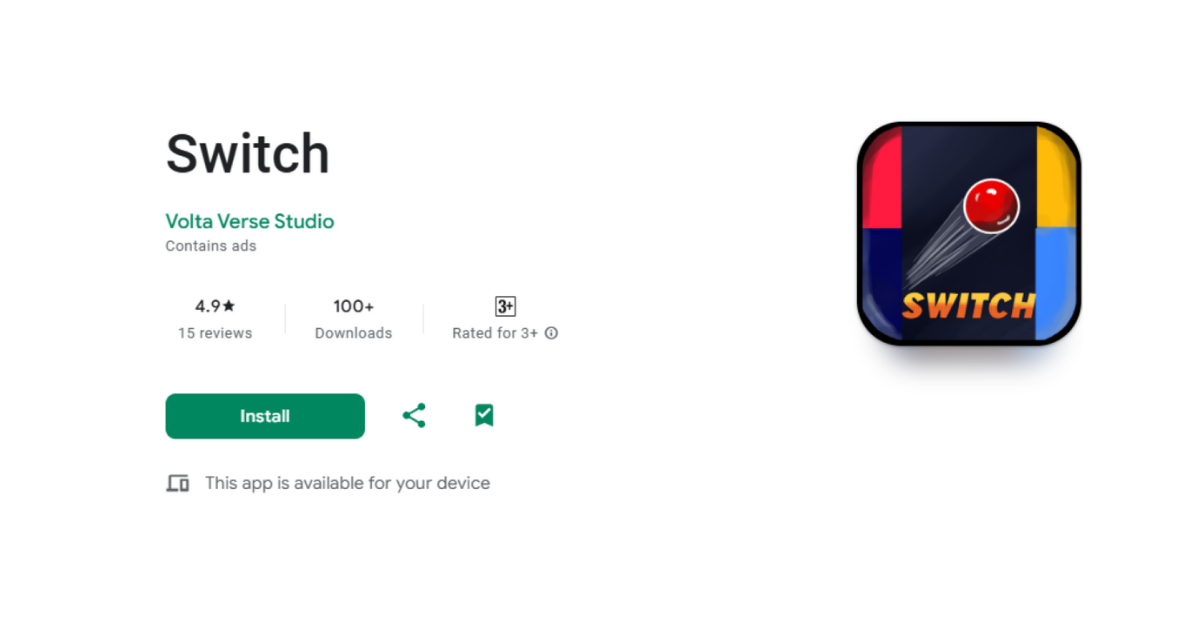 Switch
Volta Verse Studio
Contains ads
4.9★ 100+ 3+
15 reviews Downloads Rated for 3+
Install
This app is available for your device
SWITCH